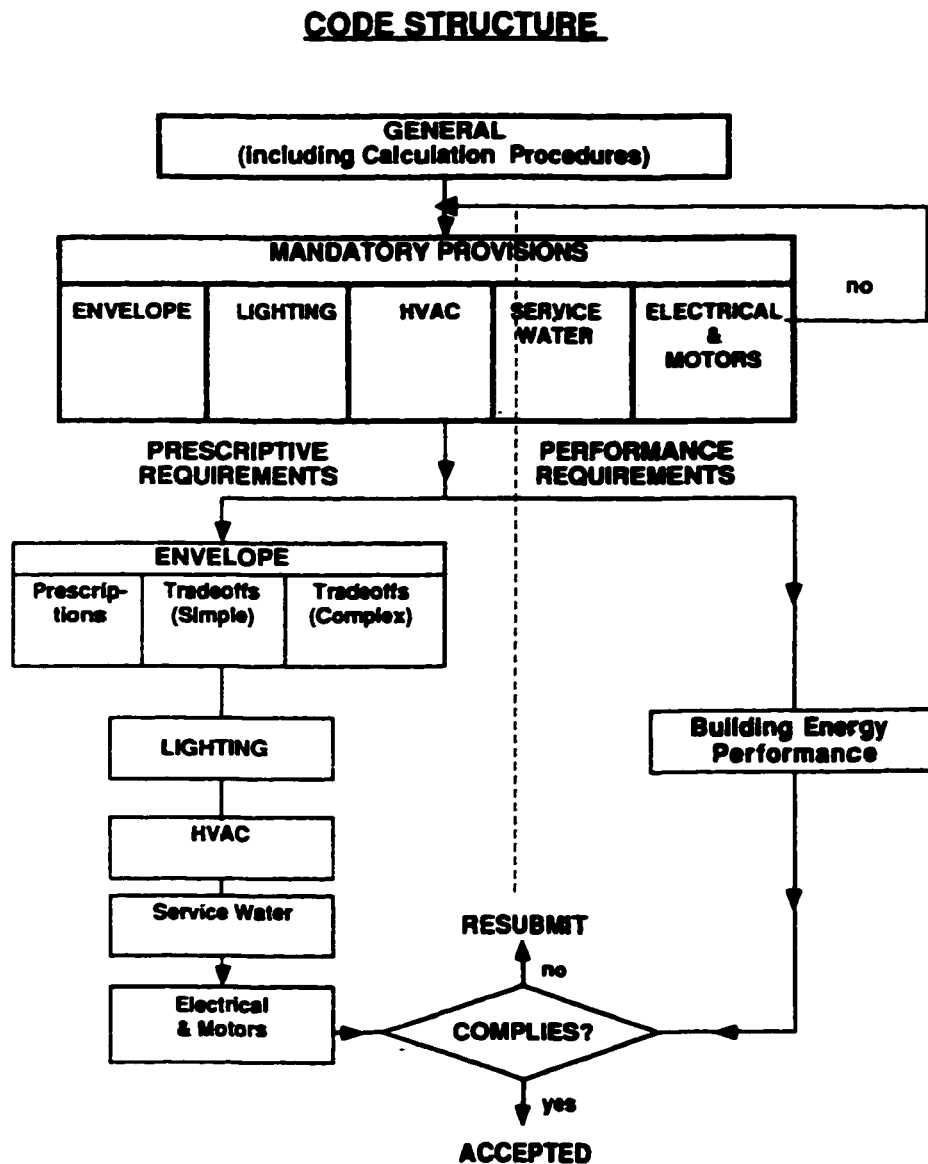 CODE STRUCTURE
GENERAL
(including Calculation Procedures)
MANDATORY PROVISIONS
no
ENVELOPE
LIGHTING
HVAC
SERVICE
WATER
ELECTRICAL
&
MOTORS
PRESCRIPTIVE
REQUIREMENTS
PERFORMANCE
REQUIREMENTS
ENVELOPE
Prescrip-
tions
Tradeoffs
(Simple)
Tradeoffs
(Complex)
LIGHTING
HVAC
Service Water
Electrical
& Motors
Building Energy
Performance
RESUBMIT
no
COMPLIES?
yes
ACCEPTED